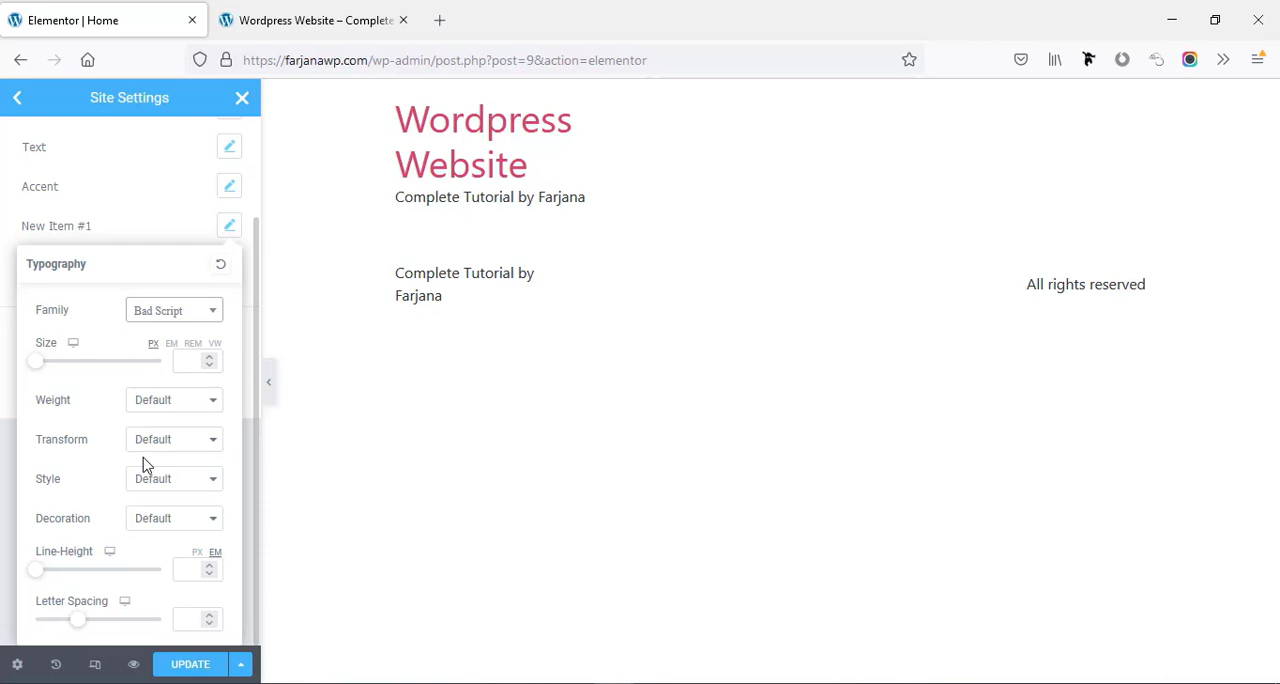 Elementor | Home
Wordpress Website – Complete
https://farjanawp.com/wp-admin/post.php?post=9&action=elementor
Site Settings
Text
Accent
New Item #1
Typography
Family
Bad Script
Size
PX EM REM VW
Weight
Default
Transform
Default
Style
Default
Decoration
Default
Line-Height
PX EM
Letter Spacing
UPDATE
Wordpress
Website
Complete Tutorial by Farjana
Complete Tutorial by
Farjana
All rights reserved